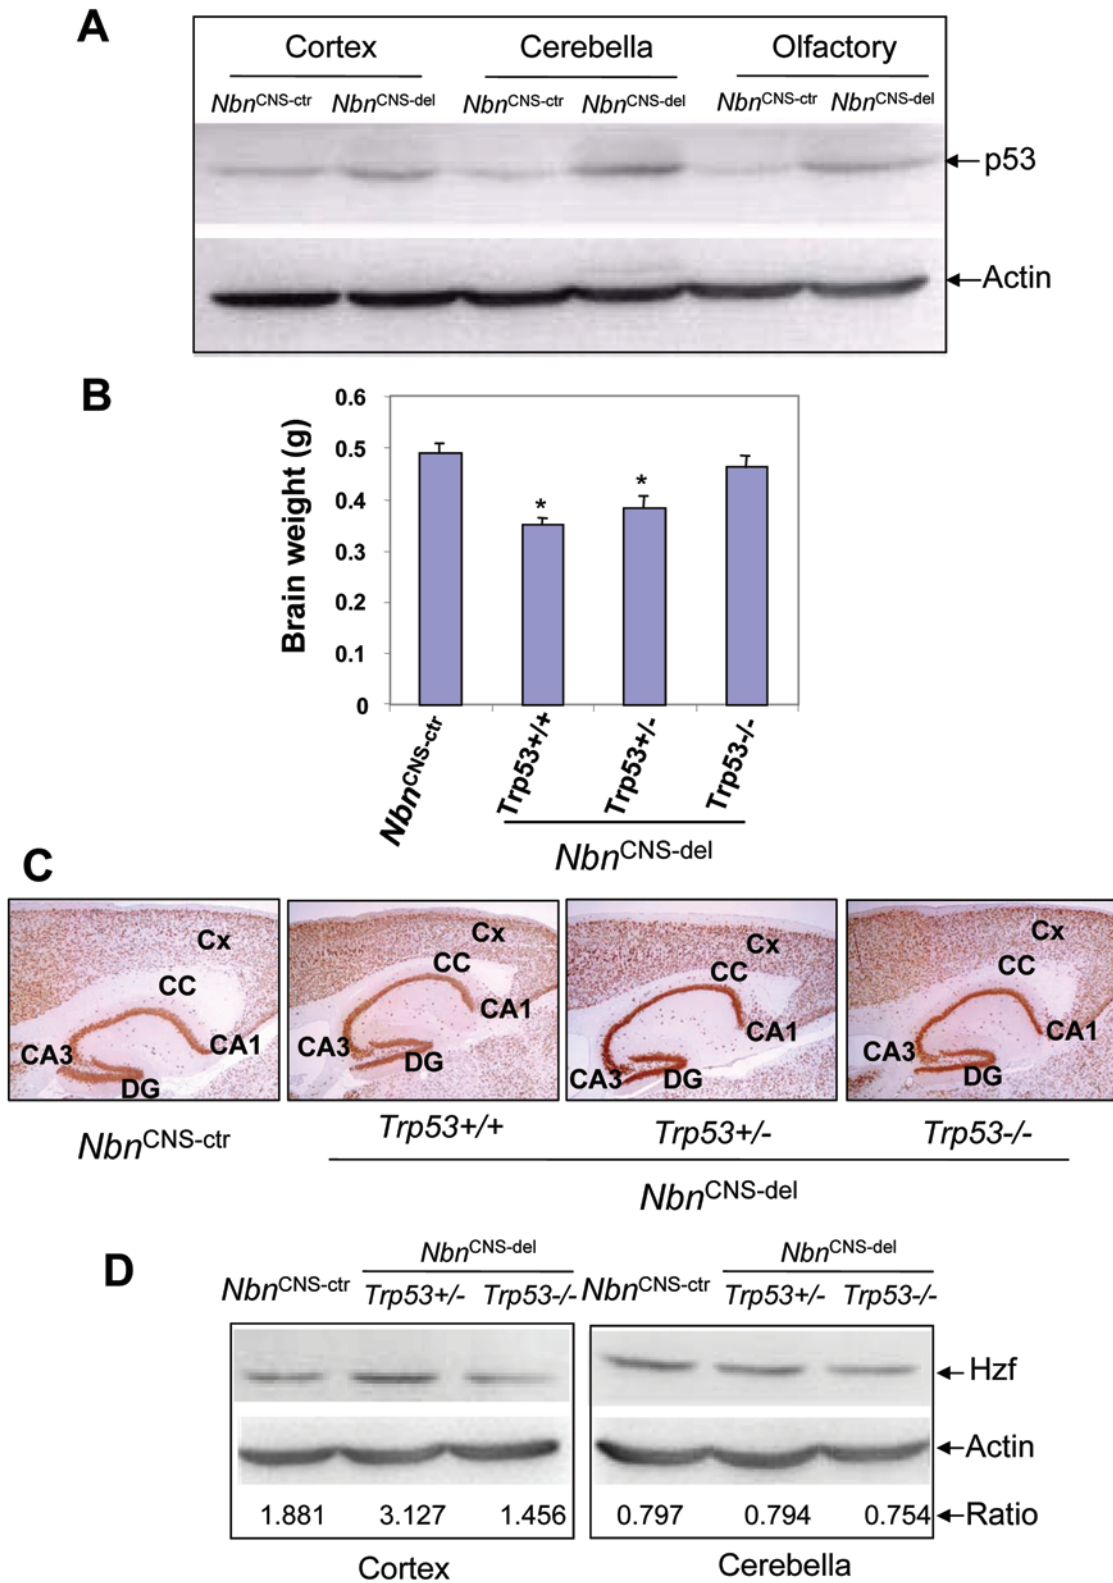 A
Cortex Cerebella Olfactory
NbnCNS-ctr NbnCNS-del NbnCNS-ctr NbnCNS-del NbnCNS-ctr NbnCNS-del
p53
Actin
B
0.6
0.5
0.4
0.3
0.2
0.1
0
Brain weight (g)
* *
NbnCNS-ctr Trp53+/+ Trp53+/- Trp53-/-
NbnCNS-del
C
Cx CC CA1 CA3 DG
Cx CC CA1 CA3 DG
Cx CC CA1 CA3 DG
Cx CC CA1 CA3 DG
NbnCNS-ctr Trp53+/+ Trp53+/- Trp53-/-
NbnCNS-del
D
NbnCNS-del NbnCNS-del
NbnCNS-ctr Trp53+/- Trp53-/- NbnCNS-ctr Trp53+/- Trp53-/-
Hzf
Actin
1.881 3.127 1.456 0.797 0.794 0.754 Ratio
Cortex Cerebella